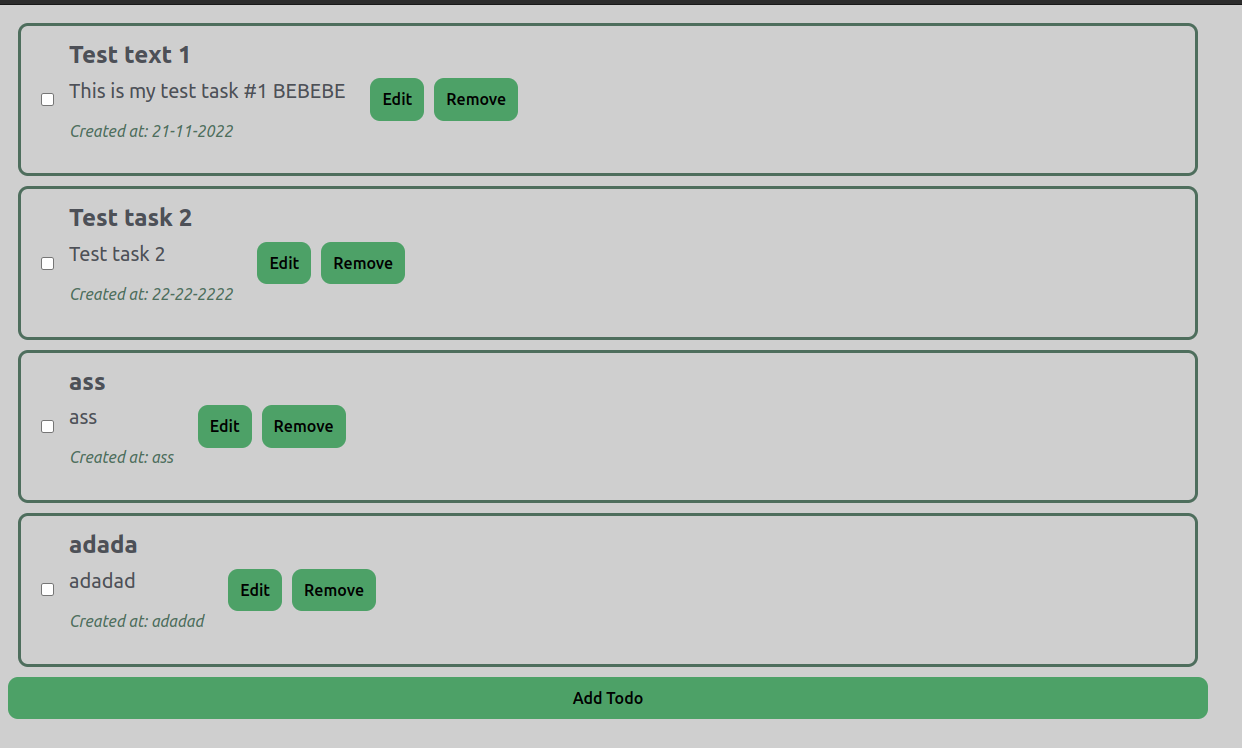 Test text 1
This is my test task #1 BEBEBE
Edit
Remove
Created at: 21-11-2022
Test task 2
Test task 2
Edit
Remove
Created at: 22-22-2222
ass
ass
Edit
Remove
Created at: ass
adada
adadad
Edit
Remove
Created at: adadad
Add Todo